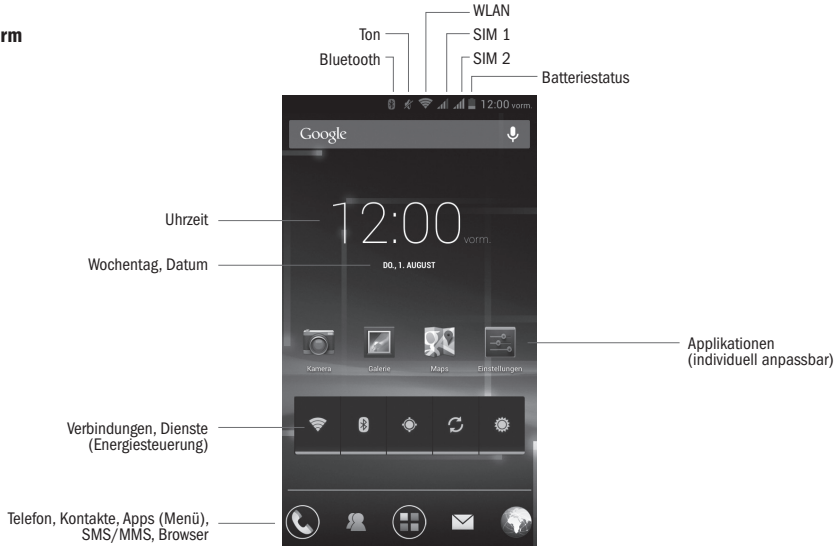 rm
WLAN
Ton
SIM 1
Bluetooth
SIM 2
Batteriestatus
12:00 vorm.
Google
Uhrzeit
12:00 vorm.
Wochentag, Datum
DO., 1. AUGUST
Kamera
Galerie
Maps
Einstellungen
Applikationen
(individuell anpassbar)
Verbindungen, Dienste
(Energiesteuerung)
Telefon, Kontakte, Apps (Menü),
SMS/MMS, Browser